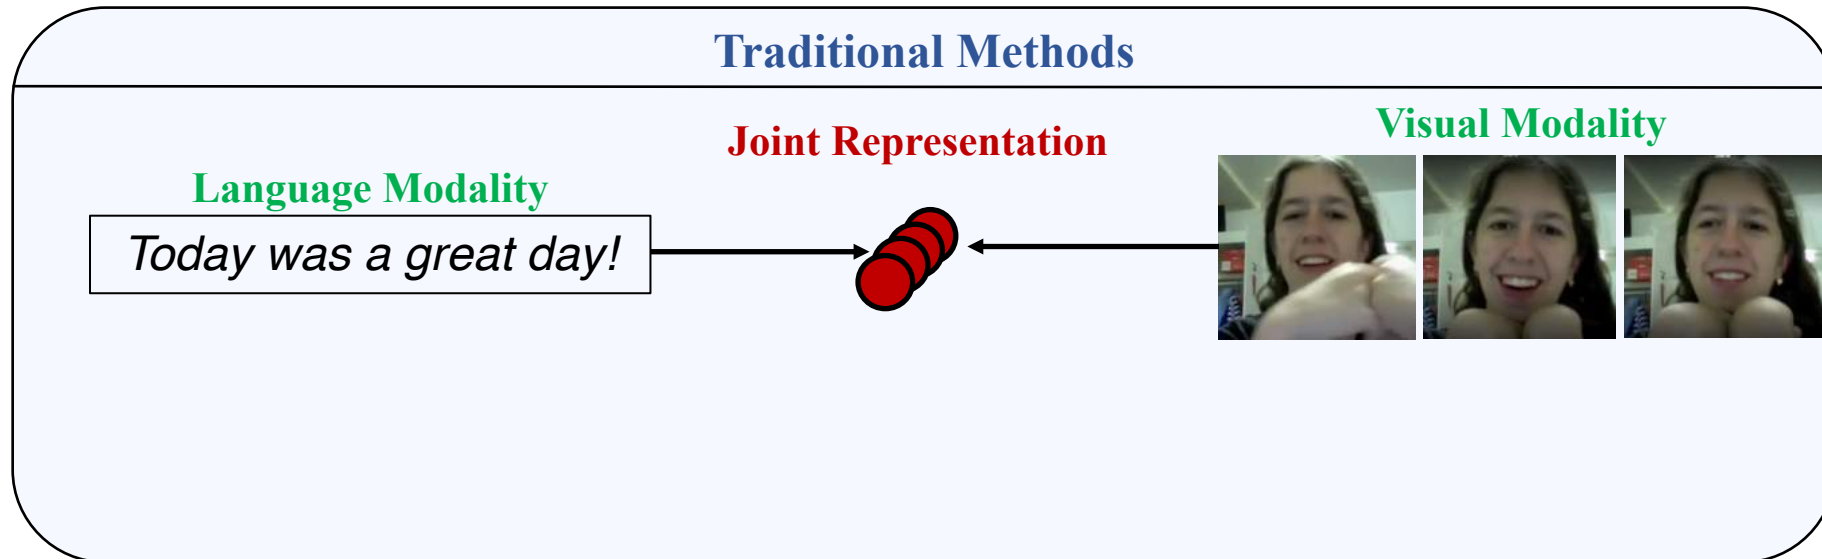 Traditional Methods
Language Modality
Today was a great day!
Joint Representation
Visual Modality